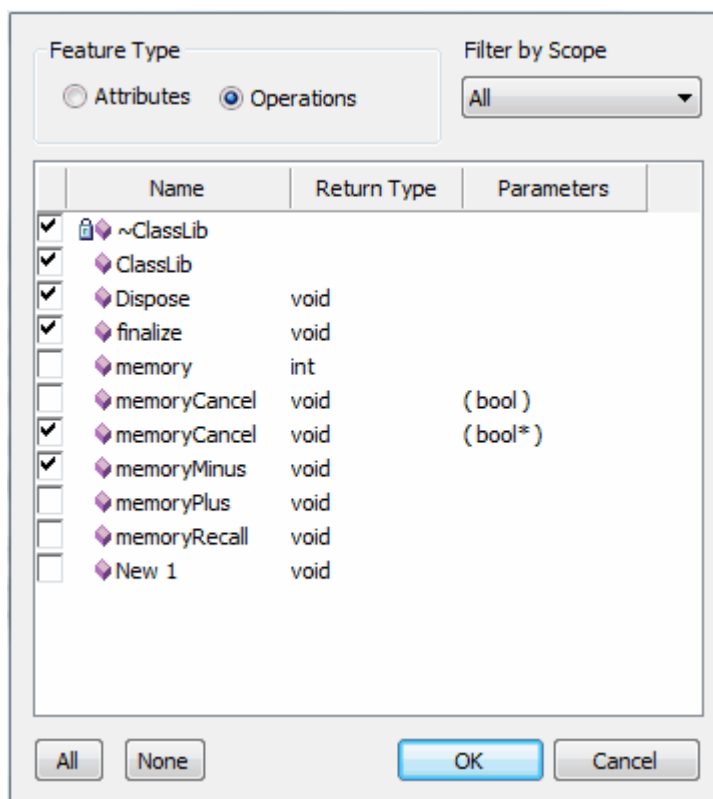 Feature Type Filter by Scope
Attributes Operations All
Name Return Type Parameters
~ClassLib
ClassLib
Dispose void
finalize void
memory int
memoryCancel void ( bool )
memoryCancel void ( bool* )
memoryMinus void
memoryPlus void
memoryRecall void
New 1 void
All None OK Cancel